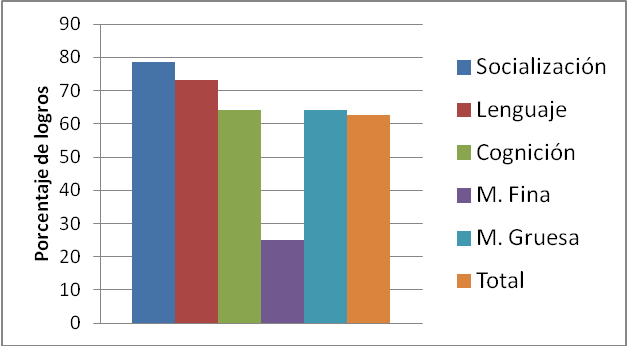 Porcentaje de logros
90
80
70
60
50
40
30
20
10
0
Socialización
Lenguaje
Cognición
M. Fina
M. Gruesa
Total